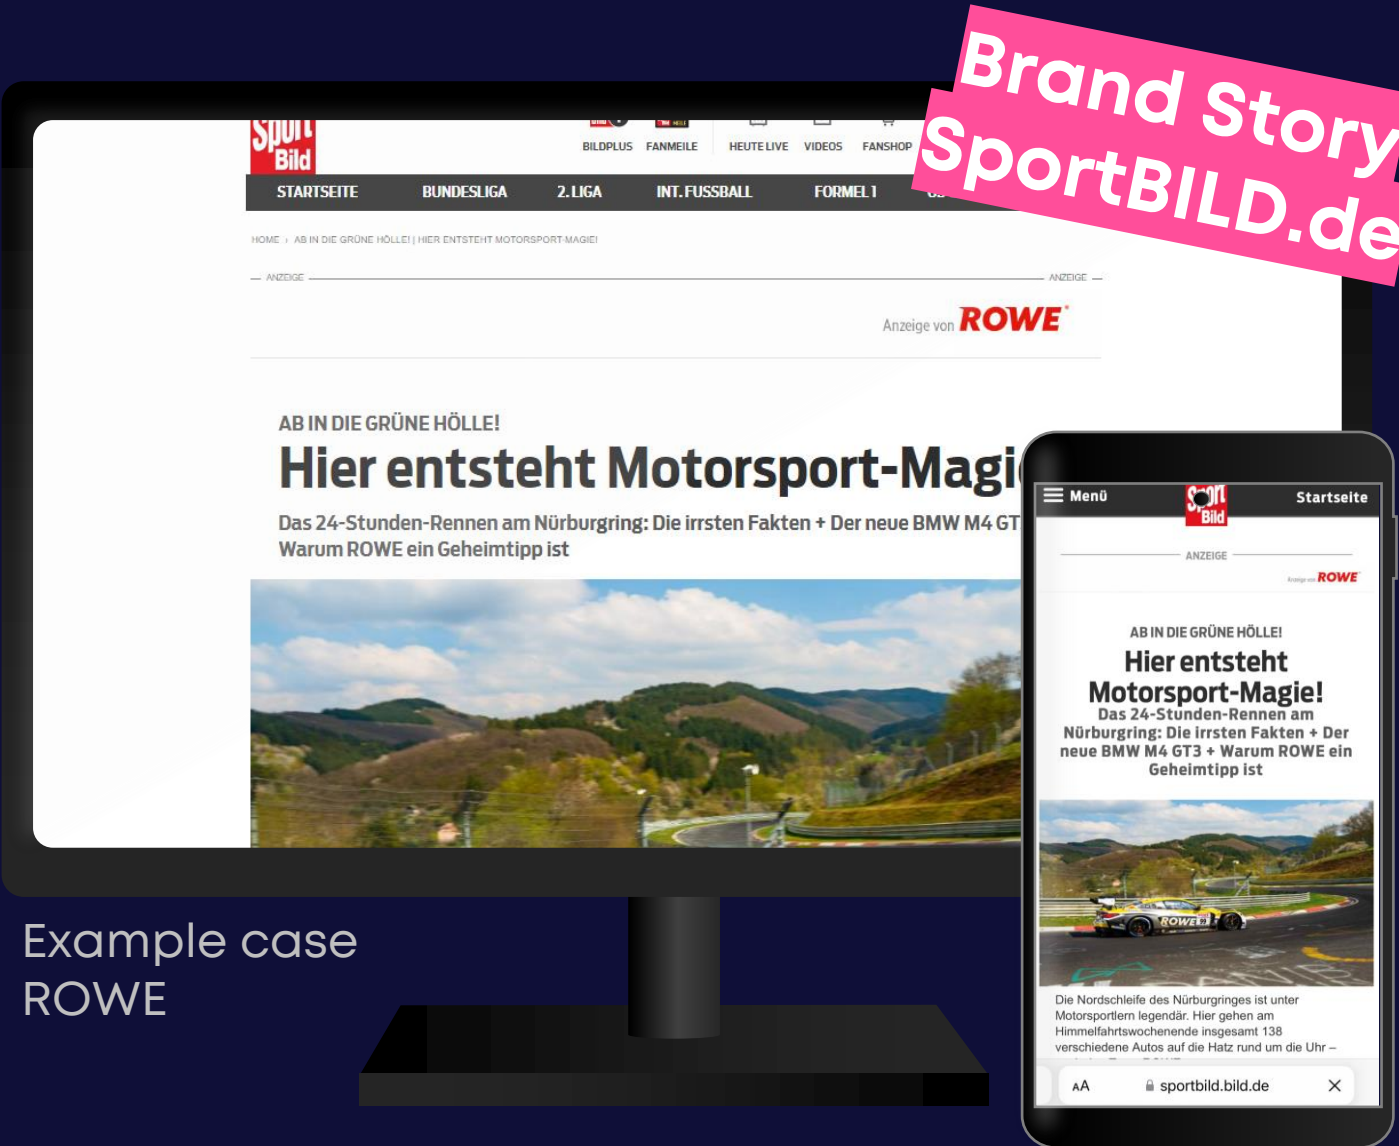 Brand Story
SportBILD.de
Sport
Bild
BILDPLUS FANMEILE HEUTE LIVE VIDEOS FANSHOP
STARTSEITE BUNDESLIGA 2. LIGA INT. FUSSBALL FORMEL 1
HOME › AB IN DIE GRÜNE HÖLLE! | HIER ENTSTEHT MOTORSPORT-MAGIE!
ANZEIGE ANZEIGE
Anzeige von ROWE
AB IN DIE GRÜNE HÖLLE!
Hier entsteht Motorsport-Magi
Das 24-Stunden-Rennen am Nürburgring: Die irrsten Fakten + Der neue BMW M4 GT
Warum ROWE ein Geheimtipp ist
Menü Sport Bild Startseite
ANZEIGE
Anzeige von ROWE
AB IN DIE GRÜNE HÖLLE!
Hier entsteht
Motorsport-Magie!
Das 24-Stunden-Rennen am
Nürburgring: Die irrsten Fakten + Der
neue BMW M4 GT3 + Warum ROWE ein
Geheimtipp ist
ROWE
Die Nordschleife des Nürburgringes ist unter
Motorsportlern legendär. Hier gehen am
Himmelfahrtswochenende insgesamt 138
verschiedene Autos auf die Hatz rund um die Uhr –
AA sportbild.bild.de
Example case
ROWE